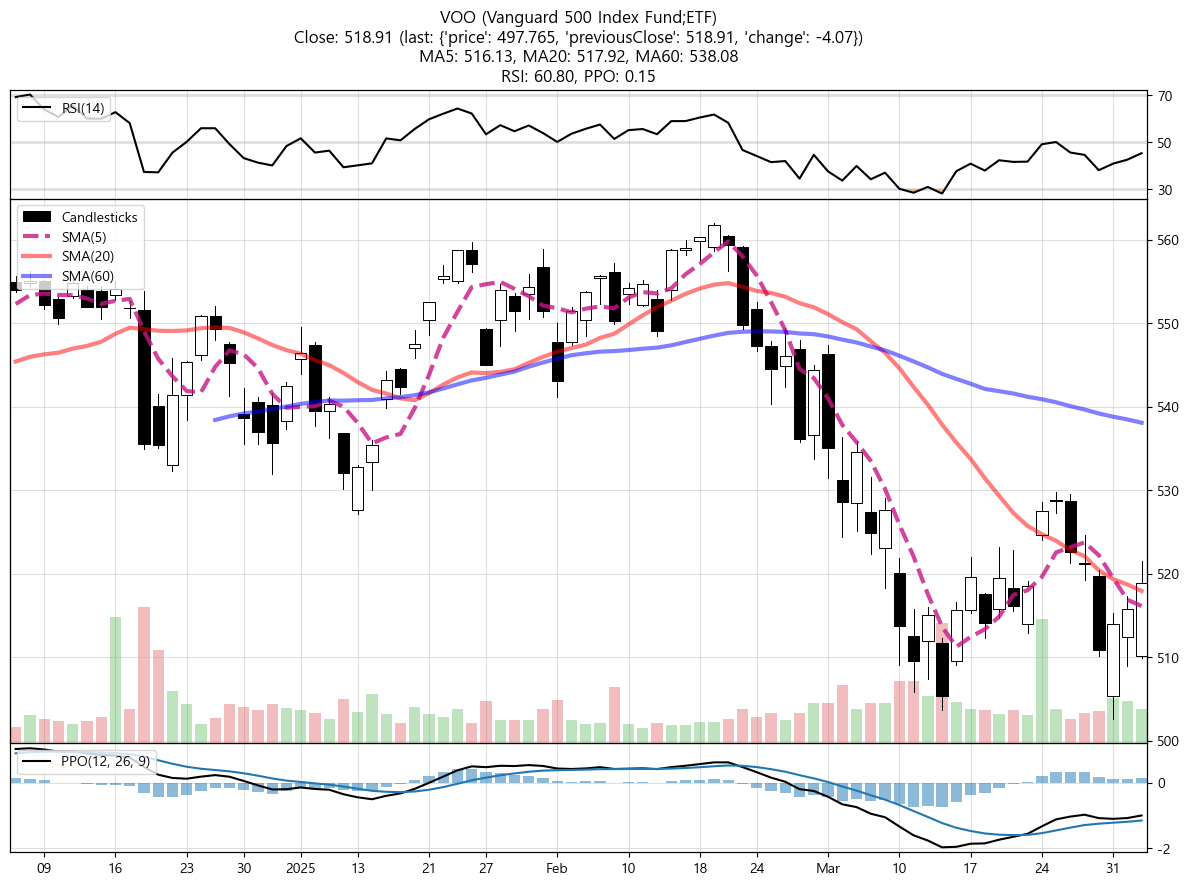 VOO (Vanguard 500 Index Fund;ETF)
Close: 518.91 (last: {'price': 497.765, 'previousClose': 518.91, 'change': -4.07})
MA5: 516.13, MA20: 517.92, MA60: 538.08
RSI: 60.80, PPO: 0.15
RSI(14)
70
50
30
Candlesticks
SMA(5)
SMA(20)
SMA(60)
560
550
540
530
520
510
500
PPO(12, 26, 9)
0
-2
09 16 23 30 2025 13 21 27 Feb 10 18 24 Mar 10 17 24 31